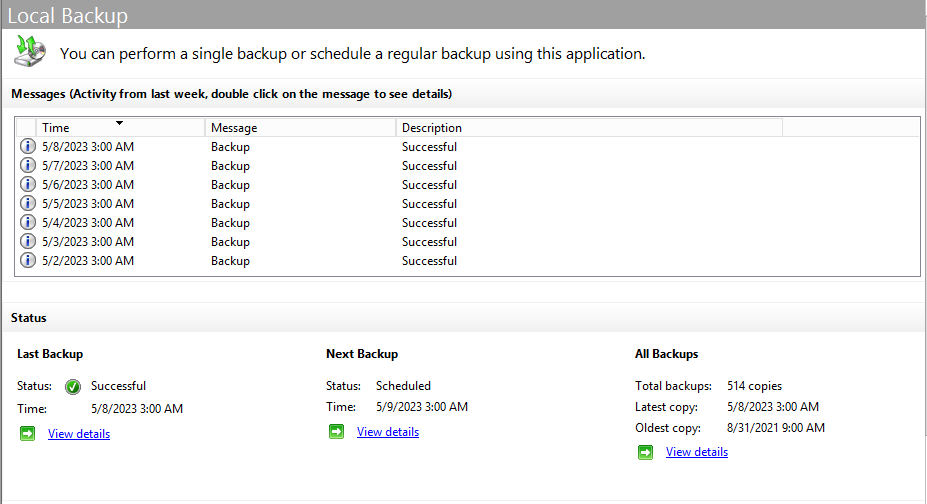 Local Backup
You can perform a single backup or schedule a regular backup using this application.
Messages (Activity from last week, double click on the message to see details)
Time Message Description
5/8/2023 3:00 AM Backup Successful
5/7/2023 3:00 AM Backup Successful
5/6/2023 3:00 AM Backup Successful
5/5/2023 3:00 AM Backup Successful
5/4/2023 3:00 AM Backup Successful
5/3/2023 3:00 AM Backup Successful
5/2/2023 3:00 AM Backup Successful
Status
Last Backup
Status: Successful
Time: 5/8/2023 3:00 AM
View details
Next Backup
Status: Scheduled
Time: 5/9/2023 3:00 AM
View details
All Backups
Total backups: 514 copies
Latest copy: 5/8/2023 3:00 AM
Oldest copy: 8/31/2021 9:00 AM
View details